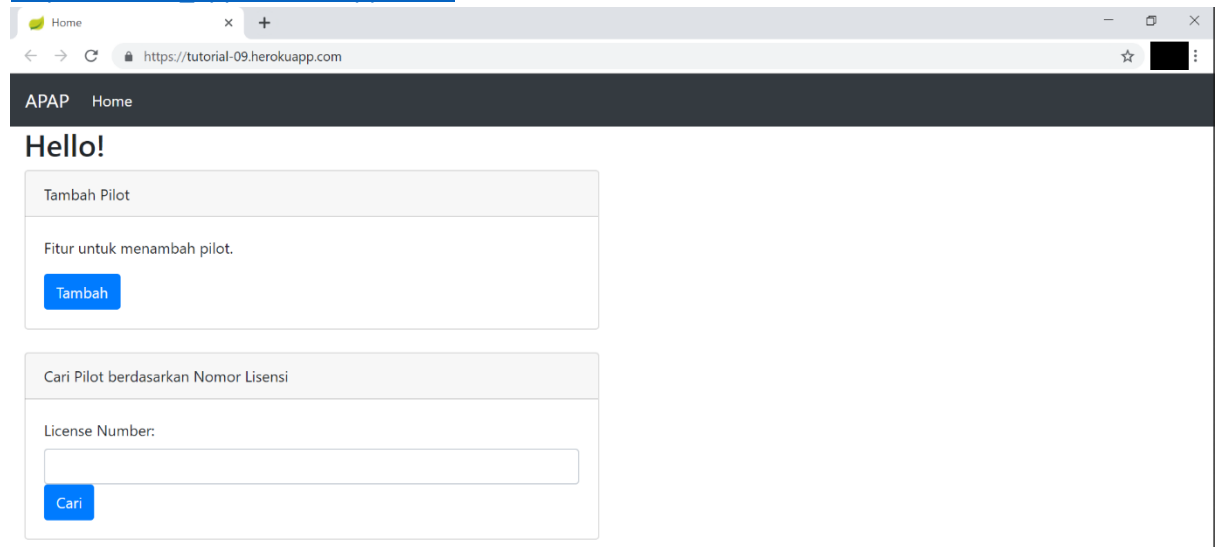 Home
https://tutorial-09.herokuapp.com
APAP Home
Hello!
Tambah Pilot
Fitur untuk menambah pilot.
Tambah
Cari Pilot berdasarkan Nomor Lisensi
License Number:
Cari